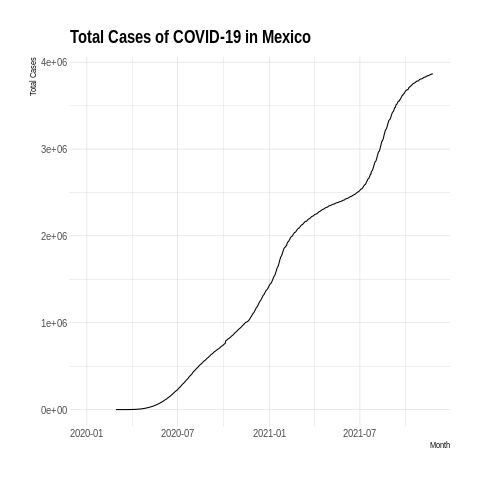 Total Cases of COVID-19 in Mexico
Total Cases
4e+06
3e+06
2e+06
1e+06
0e+00
2020-01 2020-07 2021-01 2021-07
Month